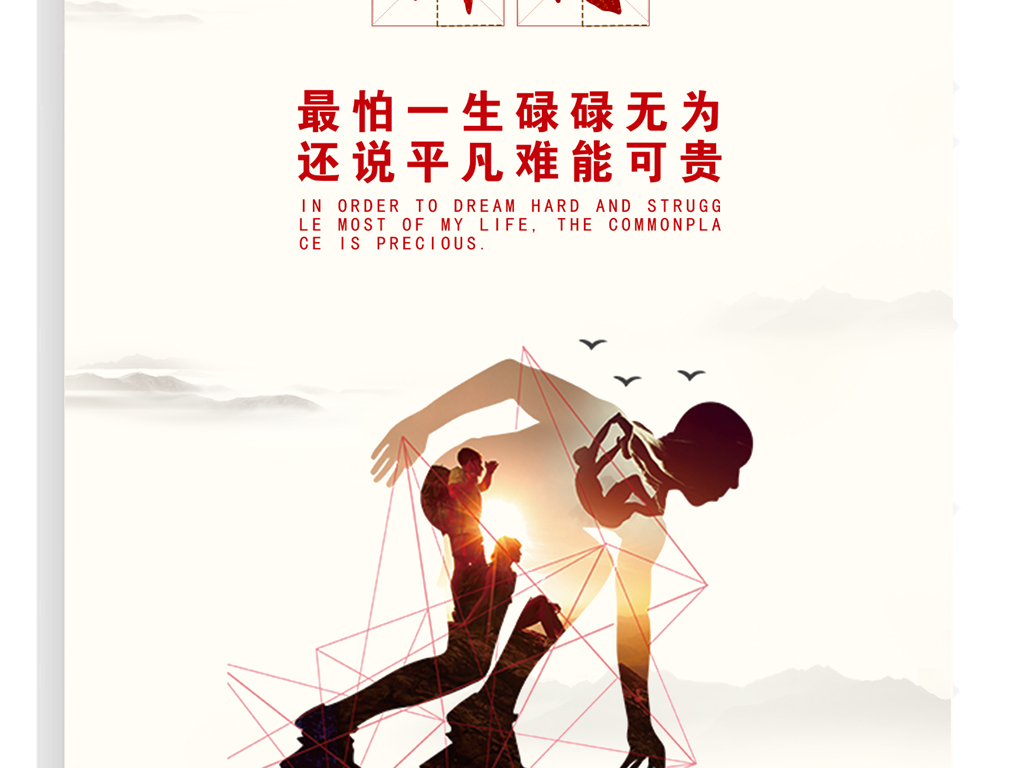 最怕一生碌碌无为
还说平凡难能可贵
IN ORDER TO DREAM HARD AND STRUGG
LE MOST OF MY LIFE, THE COMMONPLA
CE IS PRECIOUS.